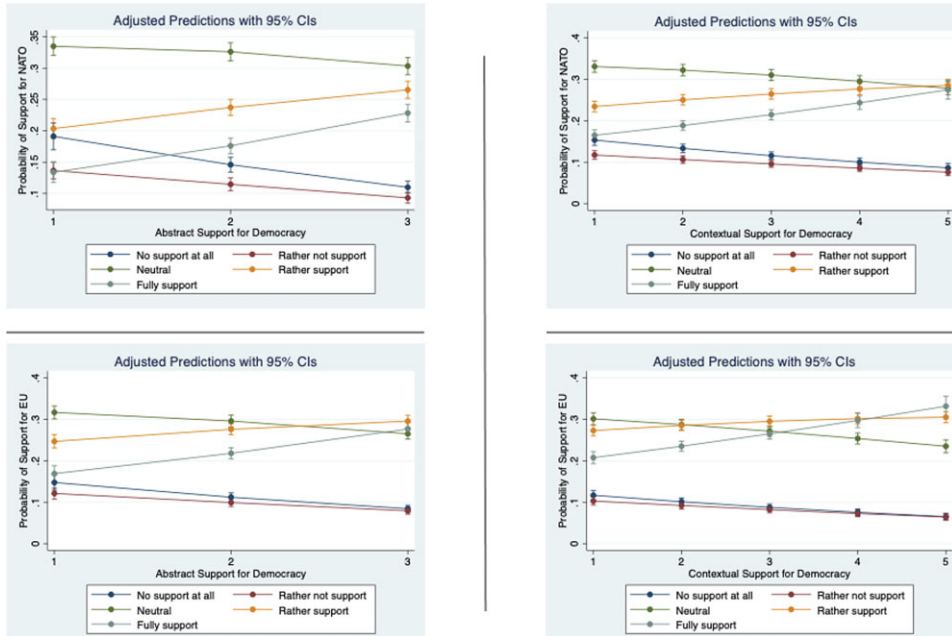 Adjusted Predictions with 95% CIs
Probability of Support for NATO
.35
.3
.25
.2
.15
.1
1 2 3
Abstract Support for Democracy
No support at all Rather not support
Neutral Rather support
Fully support
Adjusted Predictions with 95% CIs
Probability of Support for NATO
.4
.3
.2
.1
0
1 2 3 4 5
Contextual Support for Democracy
No support at all Rather not support
Neutral Rather support
Fully support
Adjusted Predictions with 95% CIs
Probability of Support for EU
.4
.3
.2
.1
0
1 2 3
Abstract Support for Democracy
No support at all Rather not support
Neutral Rather support
Fully support
Adjusted Predictions with 95% CIs
Probability of Support for EU
.4
.3
.2
.1
0
1 2 3 4 5
Contextual Support for Democracy
No support at all Rather not support
Neutral Rather support
Fully support